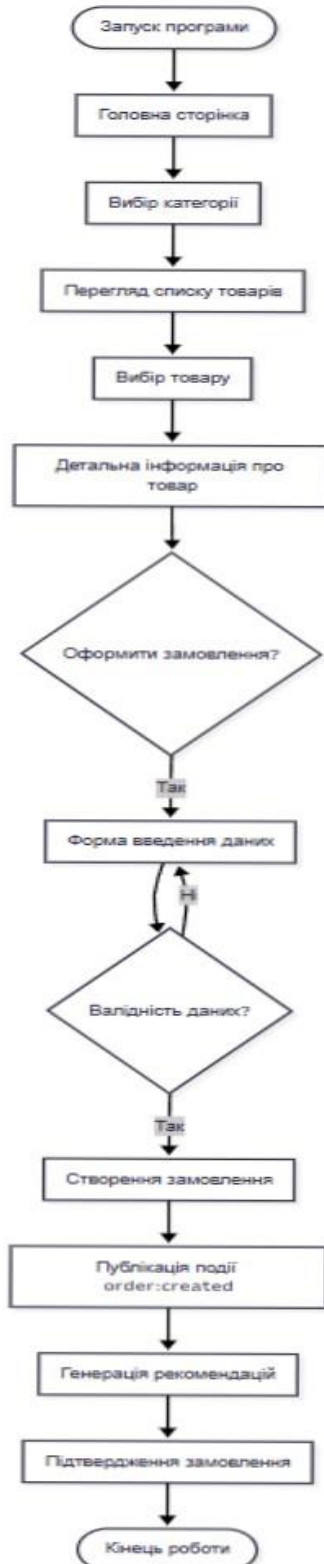 Запуск програми
Головна сторінка
Вибір категорії
Перегляд списку товарів
Вибір товару
Детальна інформація про
товар
Оформити замовлення?
Так
Форма введення даних
Ні
Валідність даних?
Так
Створення замовлення
Публікація події
order:created
Генерація рекомендацій
Підтвердження замовлення
Кінець роботи